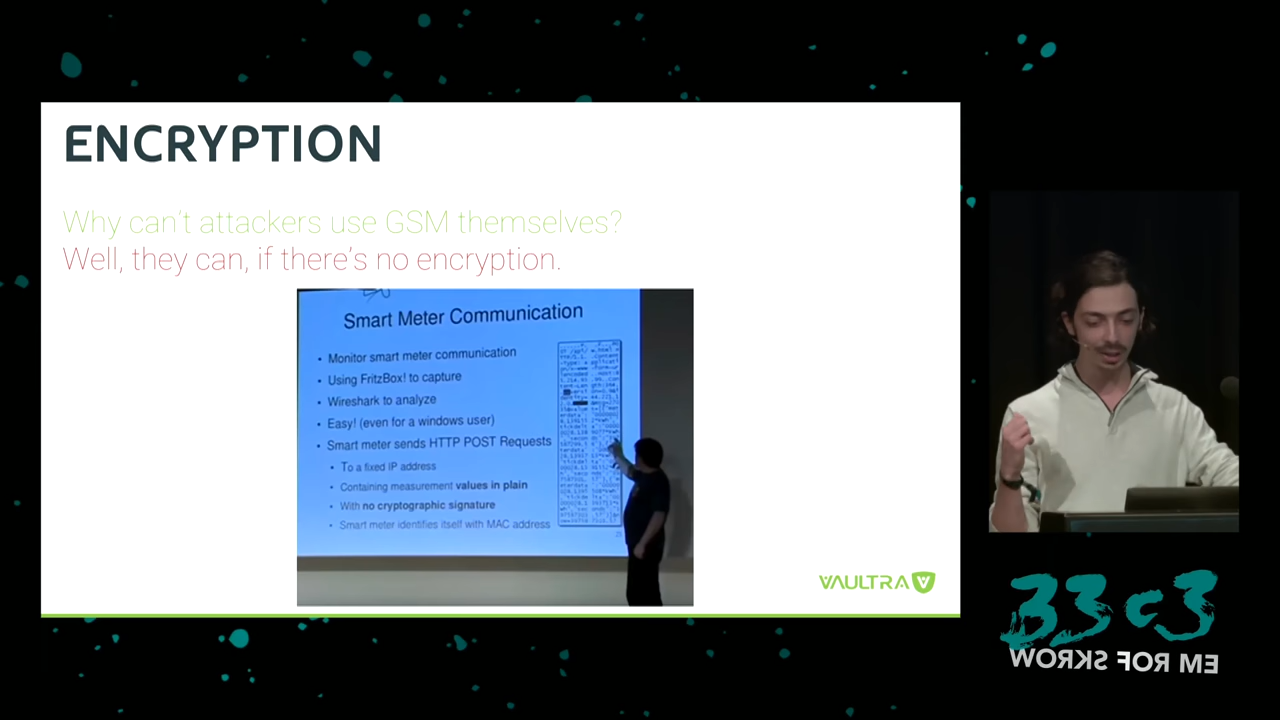 ENCRYPTION
Why can't attackers use GSM themselves?
Well, they can, if there's no encryption.
Smart Meter Communication
• Monitor smart meter communication
• Using FritzBox! to capture
• Wireshark to analyze
• Easy! (even for a windows user)
• Smart meter sends HTTP POST Requests
• To a fixed IP address
• Containing measurement values in plain
• With no cryptographic signature
• Smart meter identifies itself with MAC address
VAULTRA
33c3
WORKS FOR ME